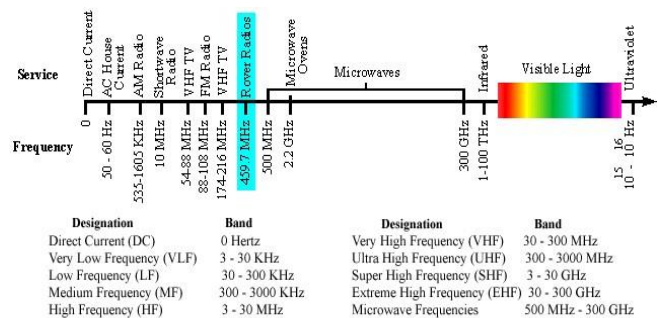 Service
Direct Current
AC House
Current
AM Radio
Shortwave
Radio
VHF TV
FM Radio
VHF TV
Rover Radios
Microwave
Ovens
Microwaves
Infrared
Visible Light
Ultraviolet
Frequency
0
50 - 60 Hz
535-1605 KHz
10 MHz
54-88 MHz
88-108 MHz
174-216 MHz
459.7 MHz
500 MHz
2.2 GHz
300 GHz
1-100 THz
15 16
10 - 10 Hz
Designation Band
Direct Current (DC) 0 Hertz
Very Low Frequency (VLF) 3 - 30 KHz
Low Frequency (LF) 30 - 300 KHz
Medium Frequency (MF) 300 - 3000 KHz
High Frequency (HF) 3 - 30 MHz
Designation Band
Very High Frequency (VHF) 30 - 300 MHz
Ultra High Frequency (UHF) 300 - 3000 MHz
Super High Frequency (SHF) 3 - 30 GHz
Extreme High Frequency (EHF) 30 - 300 GHz
Microwave Frequencies 500 MHz - 300 GHz